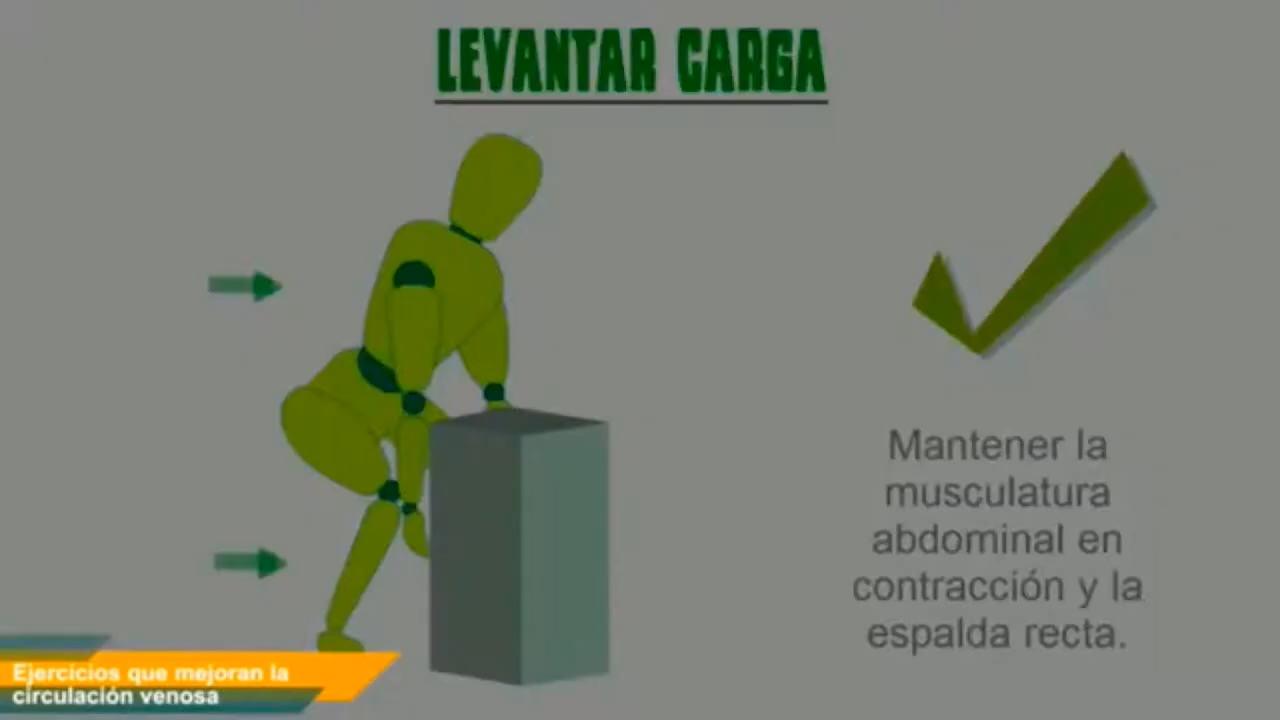 LEVANTAR CARGA
Mantener la
musculatura
abdominal en
contracción y la
espalda recta.
Ejercicios que mejoran la
circulación venosa